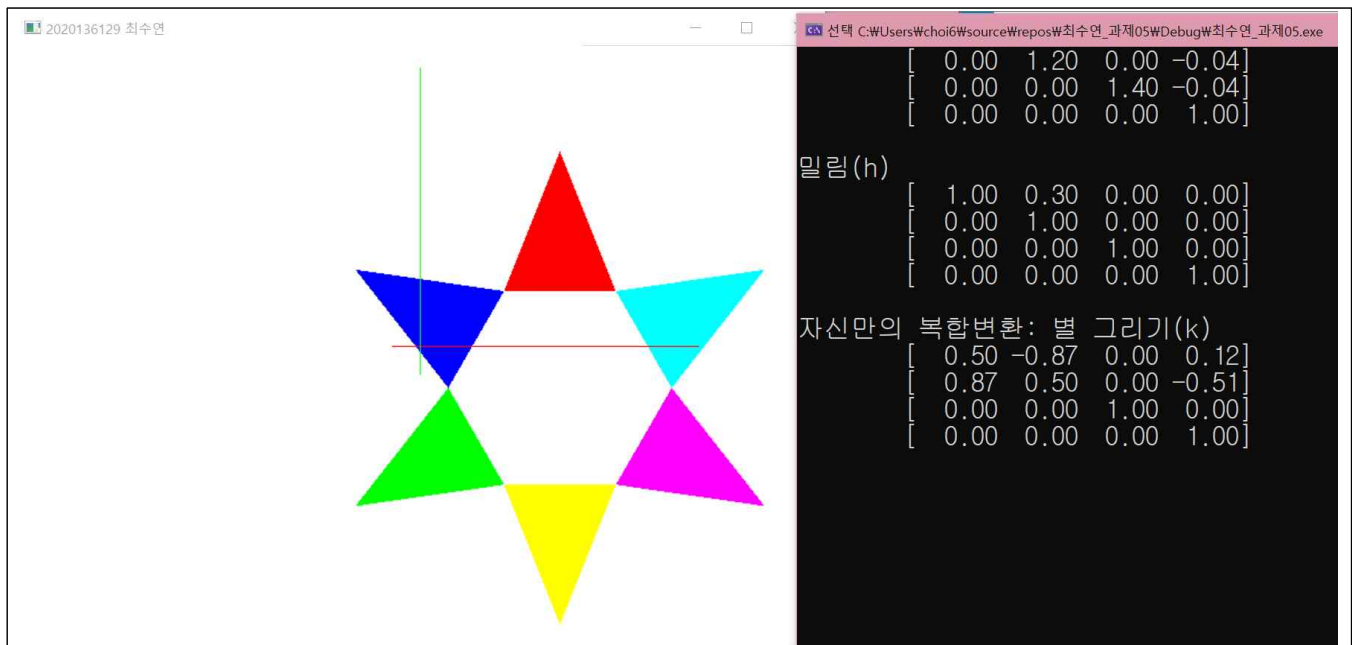 2020136129 최수연
선택 C:\Users\choi6\source\repos\최수연_과제05\Debug\최수연_과제05.exe
[ 0.00 1.20 0.00 -0.04]
[ 0.00 0.00 1.40 -0.04]
[ 0.00 0.00 0.00 1.00]
밀림(h)
[ 1.00 0.30 0.00 0.00]
[ 0.00 1.00 0.00 0.00]
[ 0.00 0.00 1.00 0.00]
[ 0.00 0.00 0.00 1.00]
자신만의 복합변환: 별 그리기(k)
[ 0.50 -0.87 0.00 0.12]
[ 0.87 0.50 0.00 -0.51]
[ 0.00 0.00 1.00 0.00]
[ 0.00 0.00 0.00 1.00]